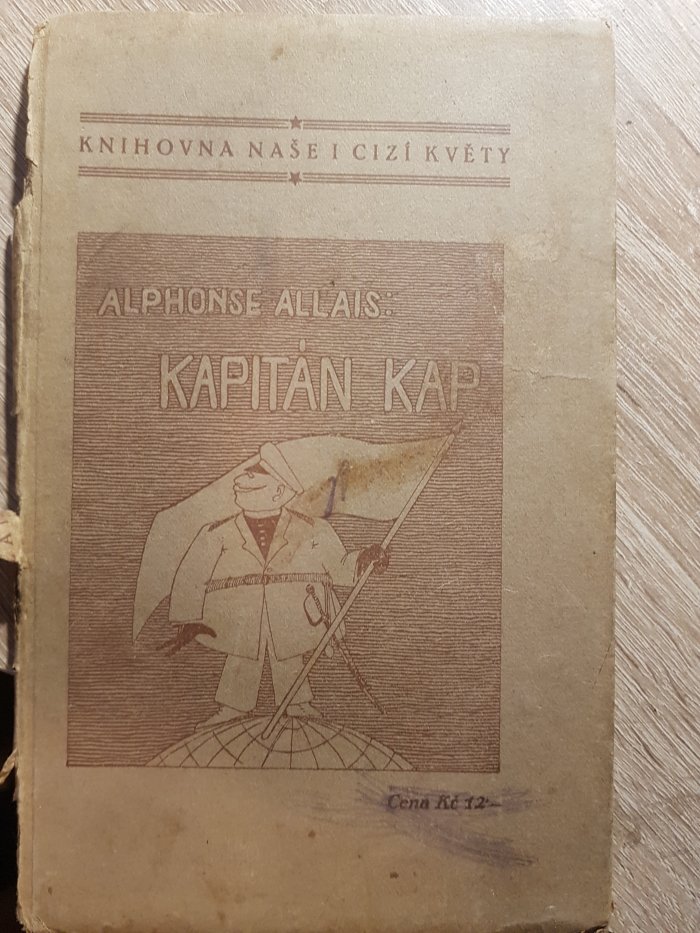 KNIHOVNA NAŠE I CIZÍ KVĚTY
ALPHONSE ALLAIS:
KAPITÁN KAP
Cena Kč 12·—